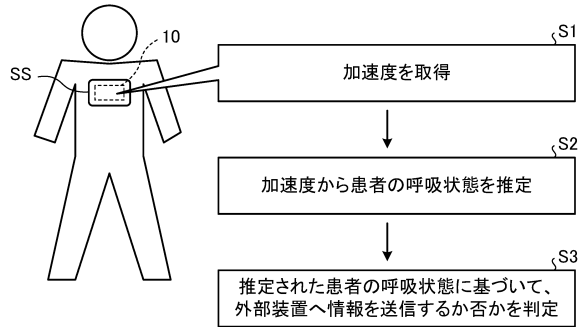 10
SS
S1
加速度を取得
S2
加速度から患者の呼吸状態を推定
S3
推定された患者の呼吸状態に基づいて、
外部装置へ情報を送信するか否かを判定